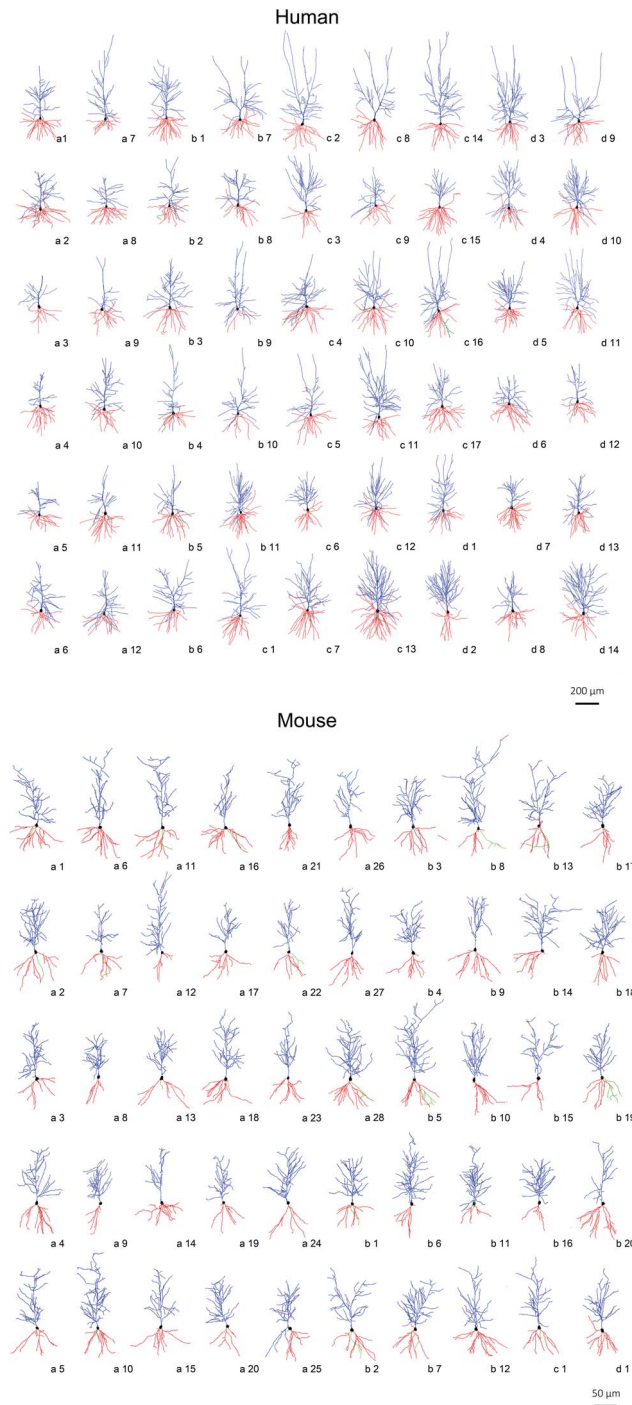 Human
a1 a 7 b 1 b 7 c 2 c 8 c 14 d 3 d 9
a 2 a 8 b 2 b 8 c 3 c 9 c 15 d 4 d 10
a 3 a 9 b 3 b 9 c 4 c 10 c 16 d 5 d 11
a 4 a 10 b 4 b 10 c 5 c 11 c 17 d 6 d 12
a 5 a 11 b 5 b 11 c 6 c 12 d 1 d 7 d 13
a 6 a 12 b 6 c 1 c 7 c 13 d 2 d 8 d 14
200 µm
Mouse
a 1 a 6 a 11 a 16 a 21 a 26 b 3 b 8 b 13 b 17
a 2 a 7 a 12 a 17 a 22 a 27 b 4 b 9 b 14 b 18
a 3 a 8 a 13 a 18 a 23 a 28 b 5 b 10 b 15 b 19
a 4 a 9 a 14 a 19 a 24 b 1 b 6 b 11 b 16 b 20
a 5 a 10 a 15 a 20 a 25 b 2 b 7 b 12 c 1 d 1
50 µm